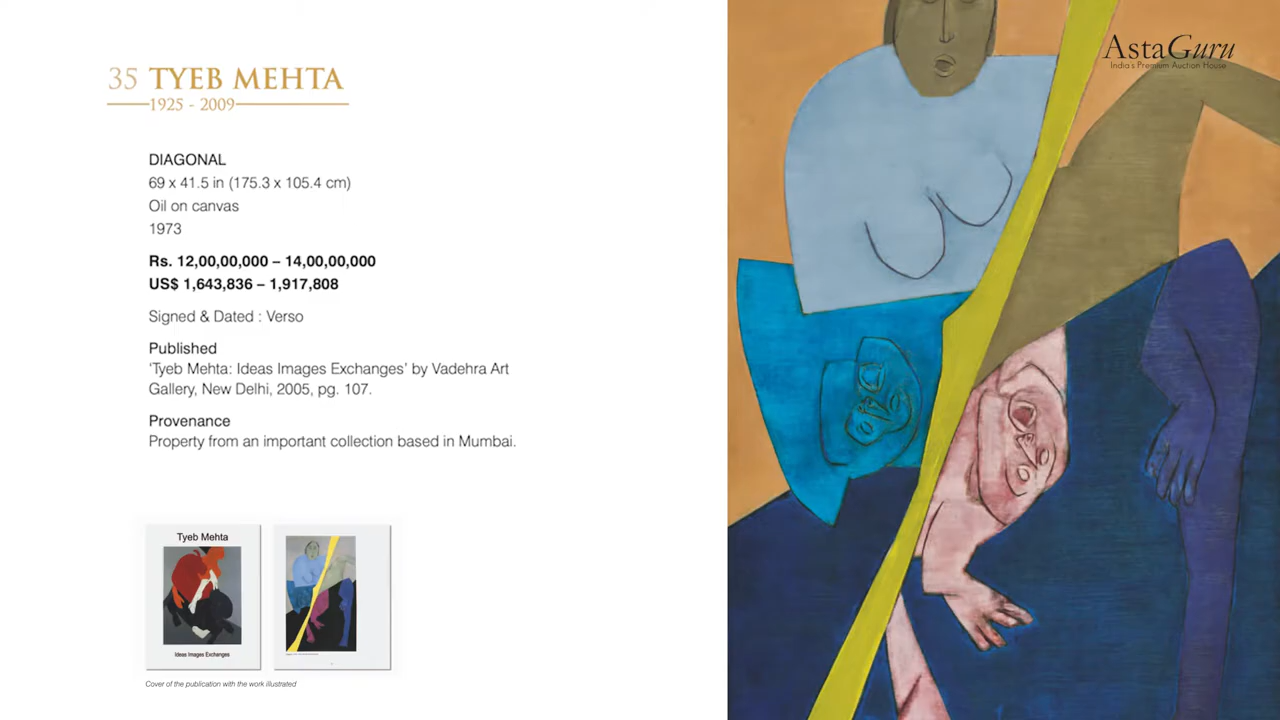 35 TYEB MEHTA
1925 - 2009
DIAGONAL
69 x 41.5 in (175.3 x 105.4 cm)
Oil on canvas
1973
Rs. 12,00,00,000 – 14,00,00,000
US$ 1,643,836 – 1,917,808
Signed & Dated : Verso
Published
‘Tyeb Mehta: Ideas Images Exchanges’ by Vadehra Art
Gallery, New Delhi, 2005, pg. 107.
Provenance
Property from an important collection based in Mumbai.
Tyeb Mehta
Ideas Images Exchanges
Cover of the publication with the work illustrated
AstaGuru
India's Premium Auction House